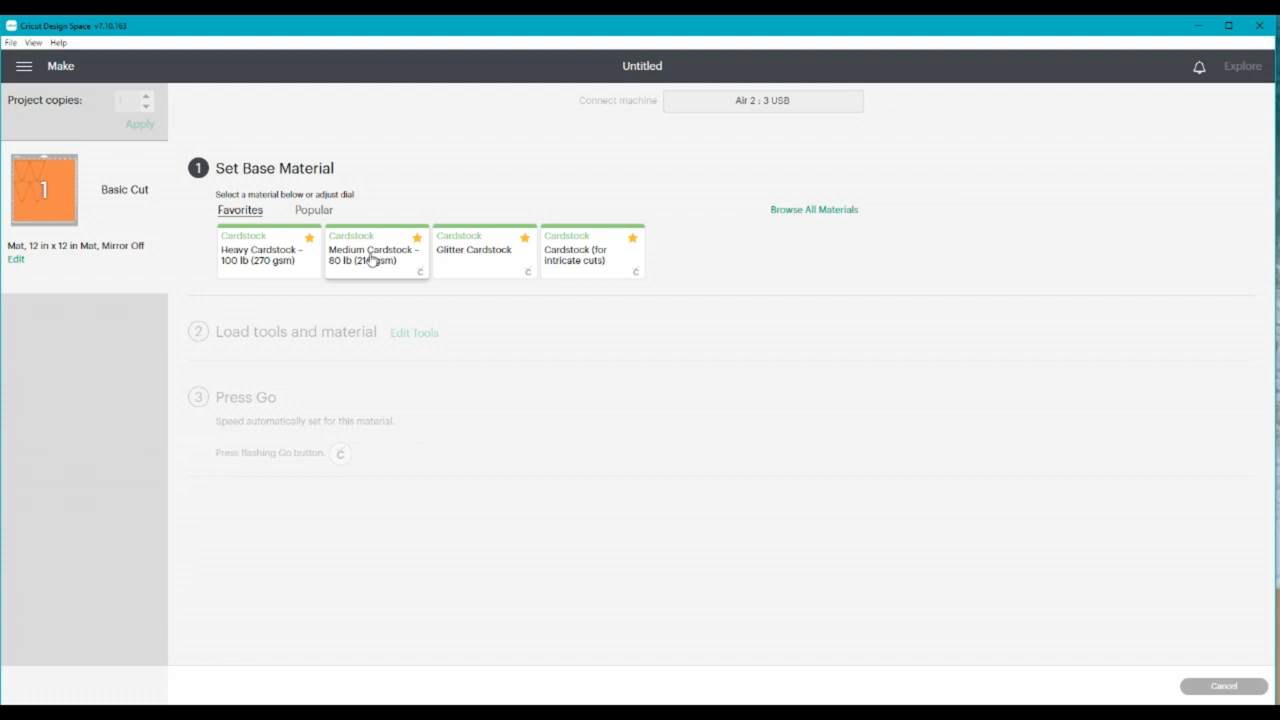 Cricut Design Space v7.10.163
File View Help
Make
Untitled
Explore
Project copies:
1
Apply
Connect machine
Air 2 : 3 USB
1
Basic Cut
Mat, 12 in x 12 in Mat, Mirror Off
Edit
1 Set Base Material
Select a material below or adjust dial
Favorites Popular
Browse All Materials
Cardstock
Heavy Cardstock –
100 lb (270 gsm)
Cardstock
Medium Cardstock –
80 lb (216 gsm)
Cardstock
Glitter Cardstock
Cardstock
Cardstock (for
intricate cuts)
2 Load tools and material Edit Tools
3 Press Go
Speed automatically set for this material.
Press flashing Go button.
Cancel